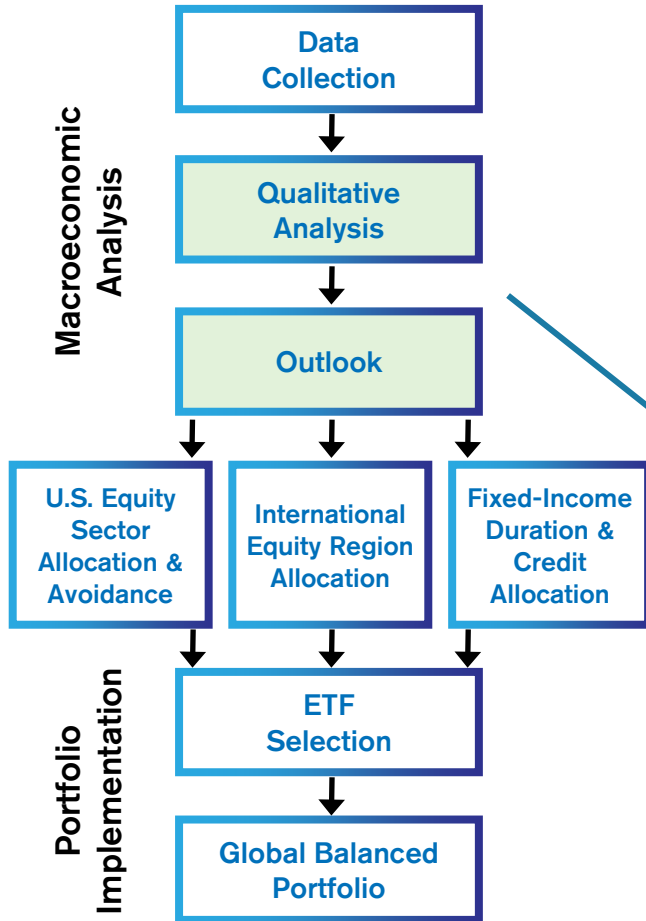 Macroeconomic
Analysis
Data
Collection
Qualitative
Analysis
Outlook
U.S. Equity
Sector
Allocation &
Avoidance
International
Equity Region
Allocation
Fixed-Income
Duration &
Credit
Allocation
Portfolio
Implementation
ETF
Selection
Global Balanced
Portfolio